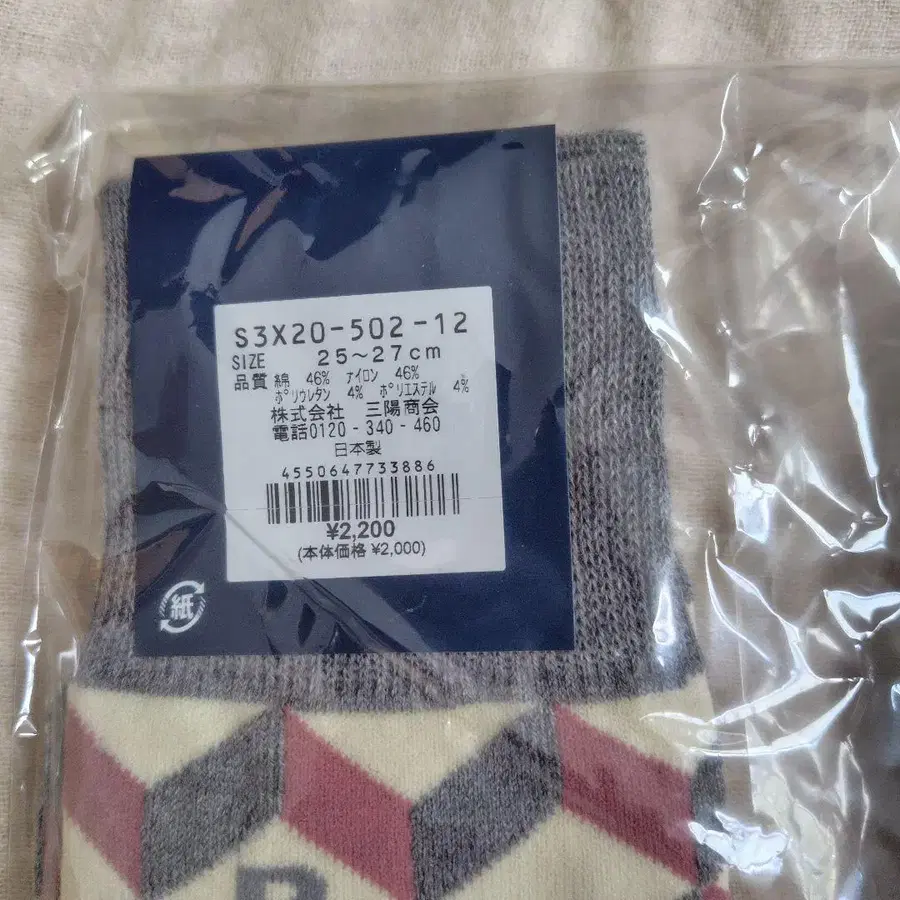 S3X20-502-12
SIZE 25～27cm
品質 綿 46% ナイロン 46%
ポリウレタン 4% ポリエステル 4%
株式会社 三陽商会
電話0120-340-460
日本製
4550647733886
¥2,200
(本体価格 ¥2,000)
紙